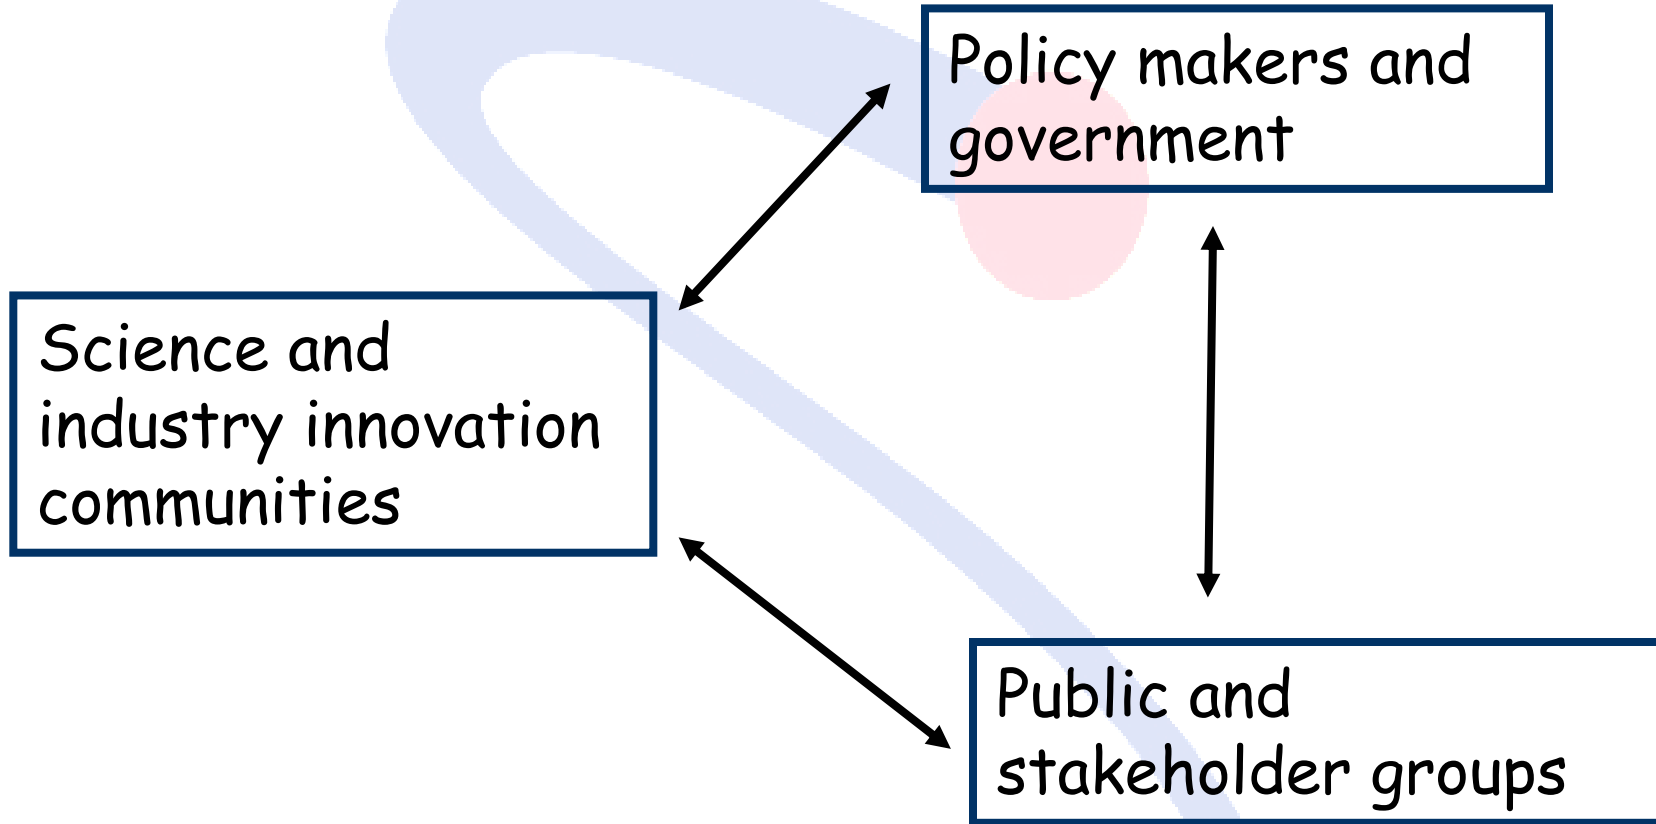 Policy makers and
government
Science and
industry innovation
communities
Public and
stakeholder groups